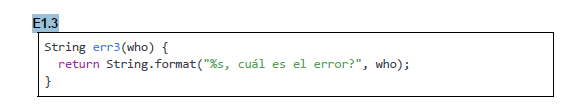 E1.3
String err3(who) {
  return String.format("%s, cuál es el error?", who);
}